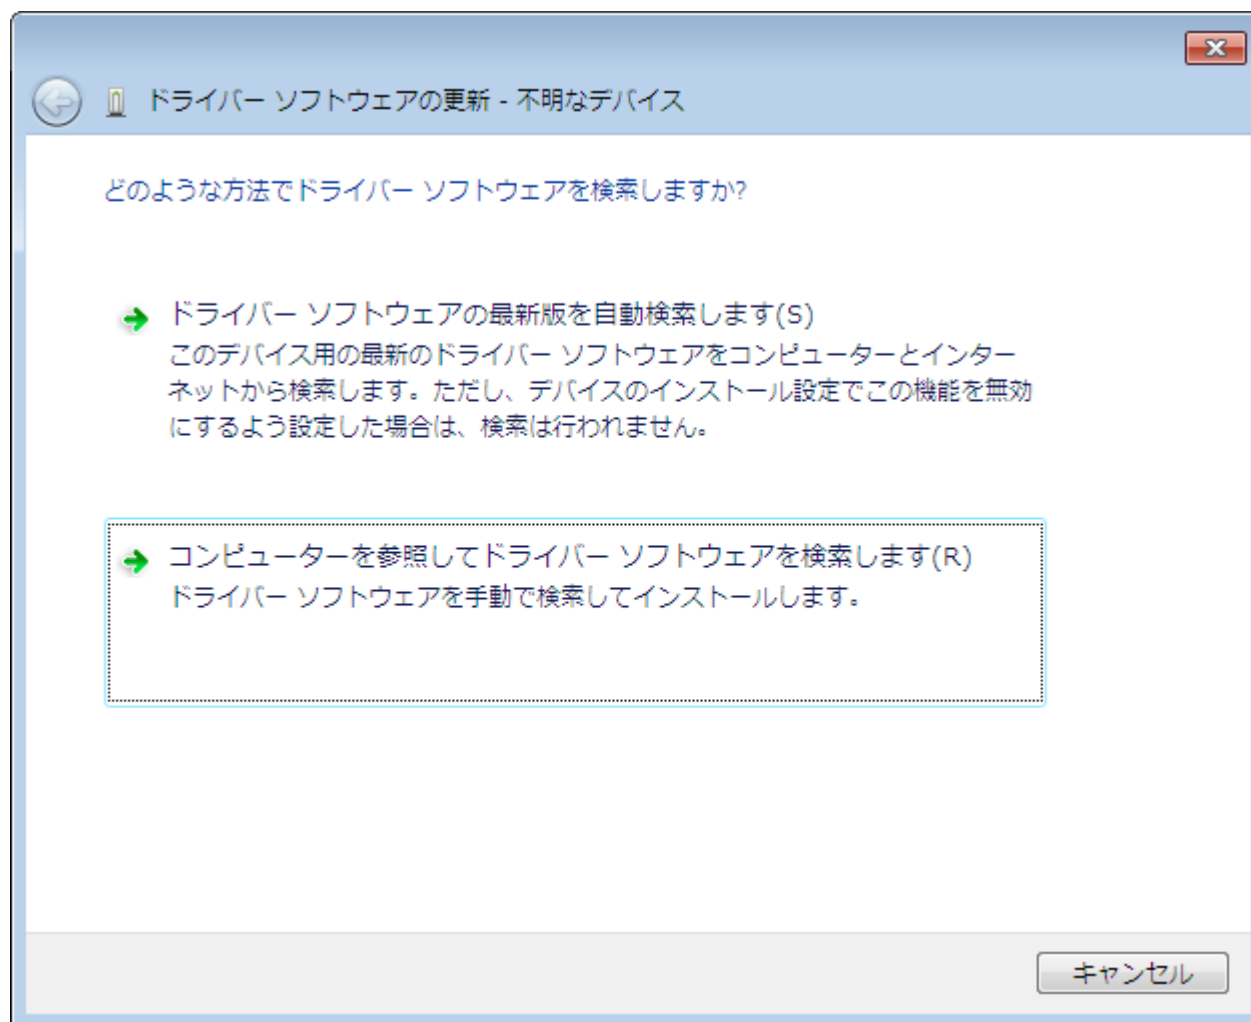 ドライバー ソフトウェアの更新 - 不明なデバイス
どのような方法でドライバー ソフトウェアを検索しますか?
ドライバー ソフトウェアの最新版を自動検索します(S)
このデバイス用の最新のドライバー ソフトウェアをコンピューターとインター
ネットから検索します。ただし、デバイスのインストール設定でこの機能を無効
にするよう設定した場合は、検索は行われません。
コンピューターを参照してドライバー ソフトウェアを検索します(R)
ドライバー ソフトウェアを手動で検索してインストールします。
キャンセル